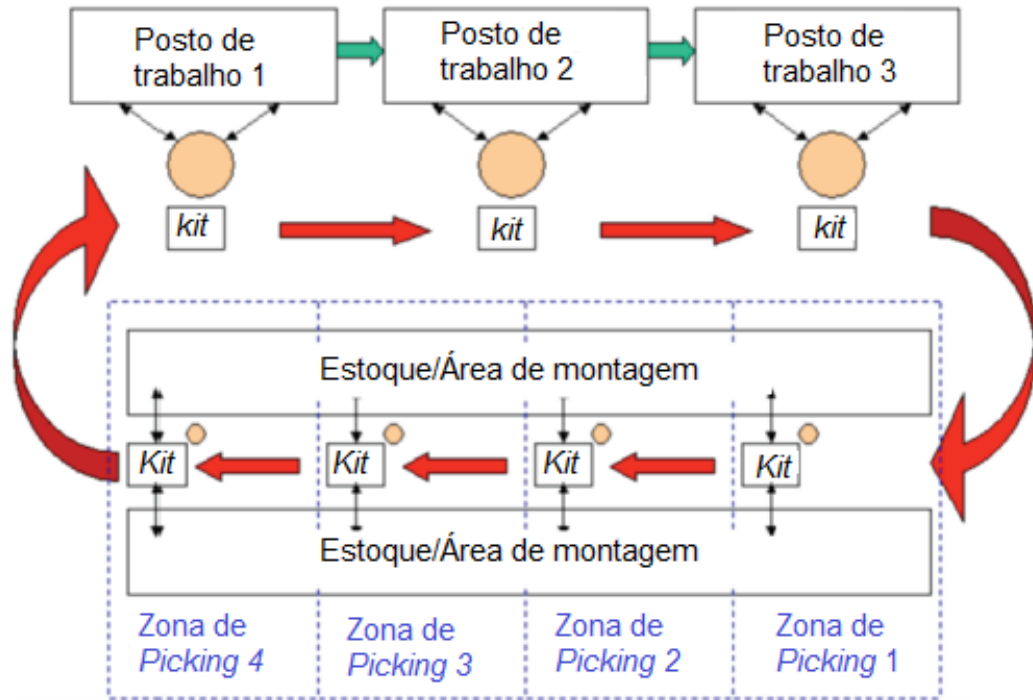 Posto de
trabalho 1
Posto de
trabalho 2
Posto de
trabalho 3
kit
kit
kit
Estoque/Área de montagem
Kit
Kit
Kit
Kit
Estoque/Área de montagem
Zona de
Picking 4
Zona de
Picking 3
Zona de
Picking 2
Zona de
Picking 1